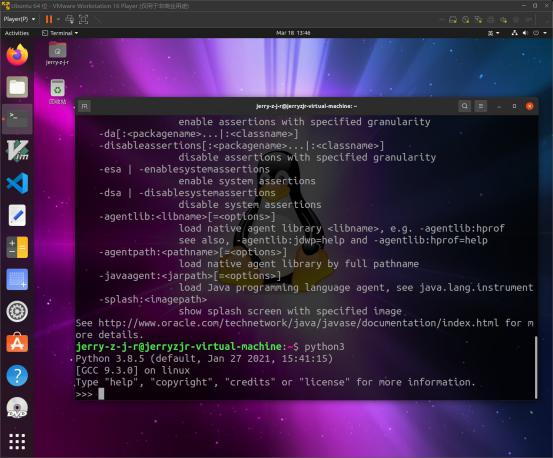 Ubuntu 64 位 - VMware Workstation 16 Player (仅用于非商业用途)
Player(P)
Activities
Terminal
Mar 18 13:46
英
jerry-z-j-r
回收站
jerry-z-j-r@jerryzjr-virtual-machine: ~
enable assertions with specified granularity
-da[:<packagename>...|:<classname>]
-disableassertions[:<packagename>...|:<classname>]
disable assertions with specified granularity
-esa | -enablesystemassertions
enable system assertions
-dsa | -disablesystemassertions
disable system assertions
-agentlib:<libname>[=<options>]
load native agent library <libname>, e.g. -agentlib:hprof
see also, -agentlib:jdwp=help and -agentlib:hprof=help
-agentpath:<pathname>[=<options>]
load native agent library by full pathname
-javaagent:<jarpath>[=<options>]
load Java programming language agent, see java.lang.instrument
-splash:<imagepath>
show splash screen with specified image
See http://www.oracle.com/technetwork/java/javase/documentation/index.html for m
ore details.
jerry-z-j-r@jerryzjr-virtual-machine:~$ python3
Python 3.8.5 (default, Jan 27 2021, 15:41:15)
[GCC 9.3.0] on linux
Type "help", "copyright", "credits" or "license" for more information.
>>>